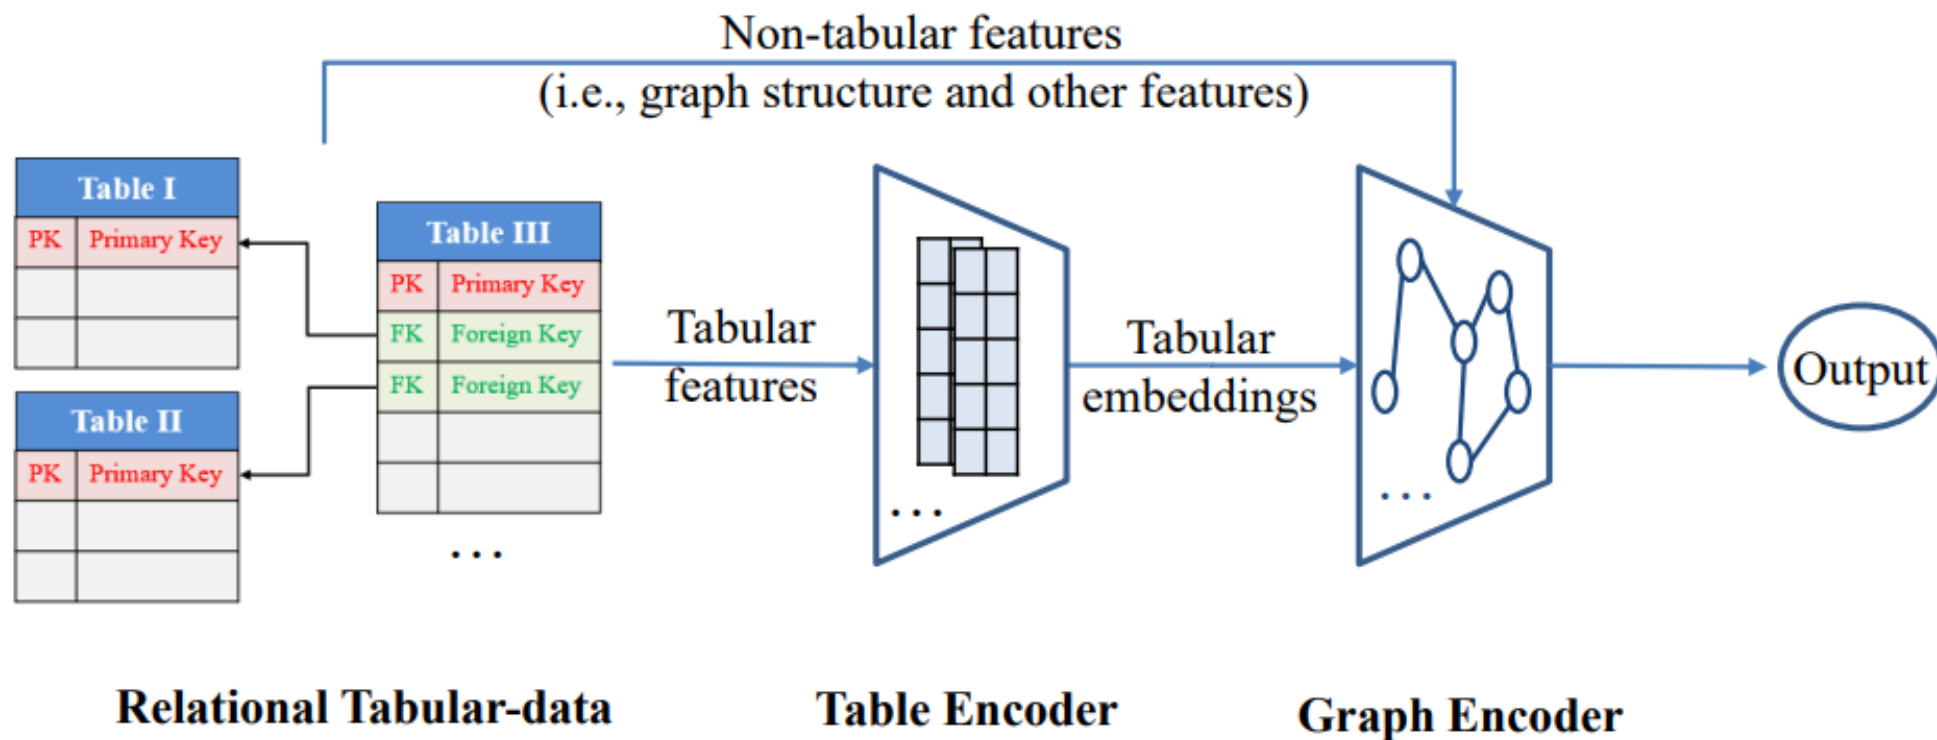 Non-tabular features
(i.e., graph structure and other features)
Table I
PK Primary Key
Table II
PK Primary Key
Table III
PK Primary Key
FK Foreign Key
FK Foreign Key
...
Tabular
features
...
Tabular
embeddings
...
Output
Relational Tabular-data
Table Encoder
Graph Encoder